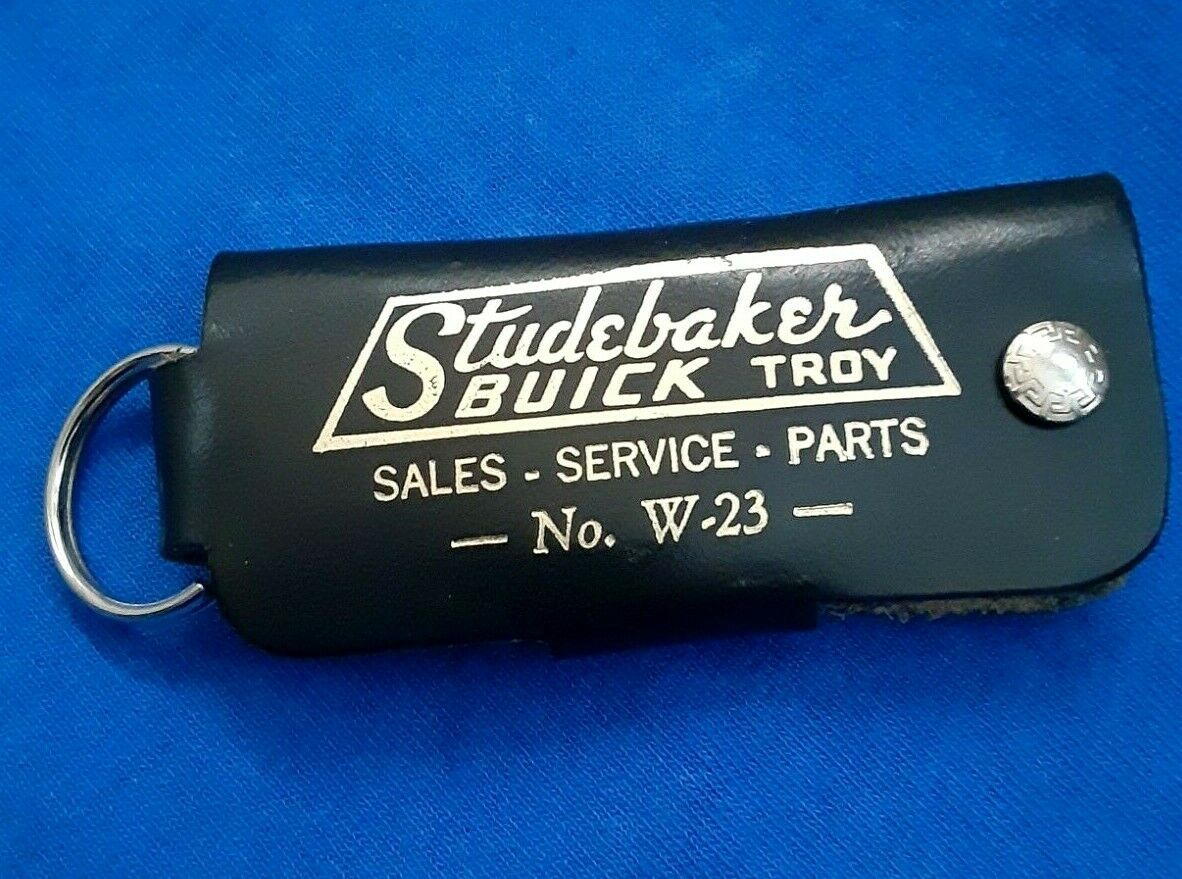 Studebaker
BUICK TROY
SALES - SERVICE - PARTS
— No. W-23 —